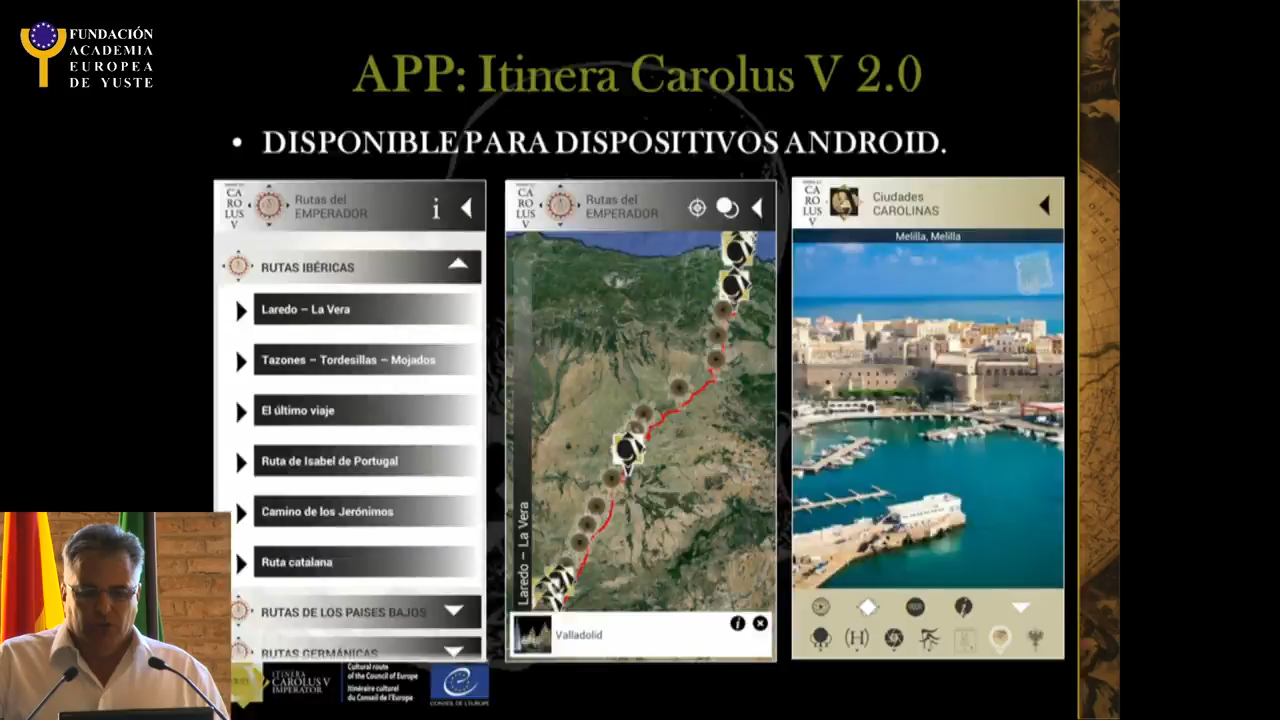 FUNDACIÓN
ACADEMIA
EUROPEA
DE YUSTE
APP: Itinera Carolus V 2.0
• DISPONIBLE PARA DISPOSITIVOS ANDROID.
CA
RO
LUS
V
Rutas del
EMPERADOR
i
RUTAS IBÉRICAS
Laredo – La Vera
Tazones – Tordesillas – Mojados
El último viaje
Ruta de Isabel de Portugal
Camino de los Jerónimos
Ruta catalana
RUTAS DE LOS PAISES BAJOS
RUTAS GERMÁNICAS
CA
RO
LUS
V
Rutas del
EMPERADOR
Laredo – La Vera
Valladolid
i
CA
RO
LUS
V
Ciudades
CAROLINAS
Melilla, Melilla
(H)
ITINERA
CAROLUS V
IMPERATOR
Cultural route
of the Council of Europe
Itinéraire culturel
du Conseil de l'Europe
CONSEIL DE L'EUROPE